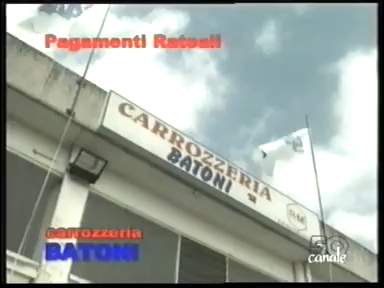 Pagamenti Rateali
CARROZZERIA
BATONI
carrozzeria
BATONI
50
canale